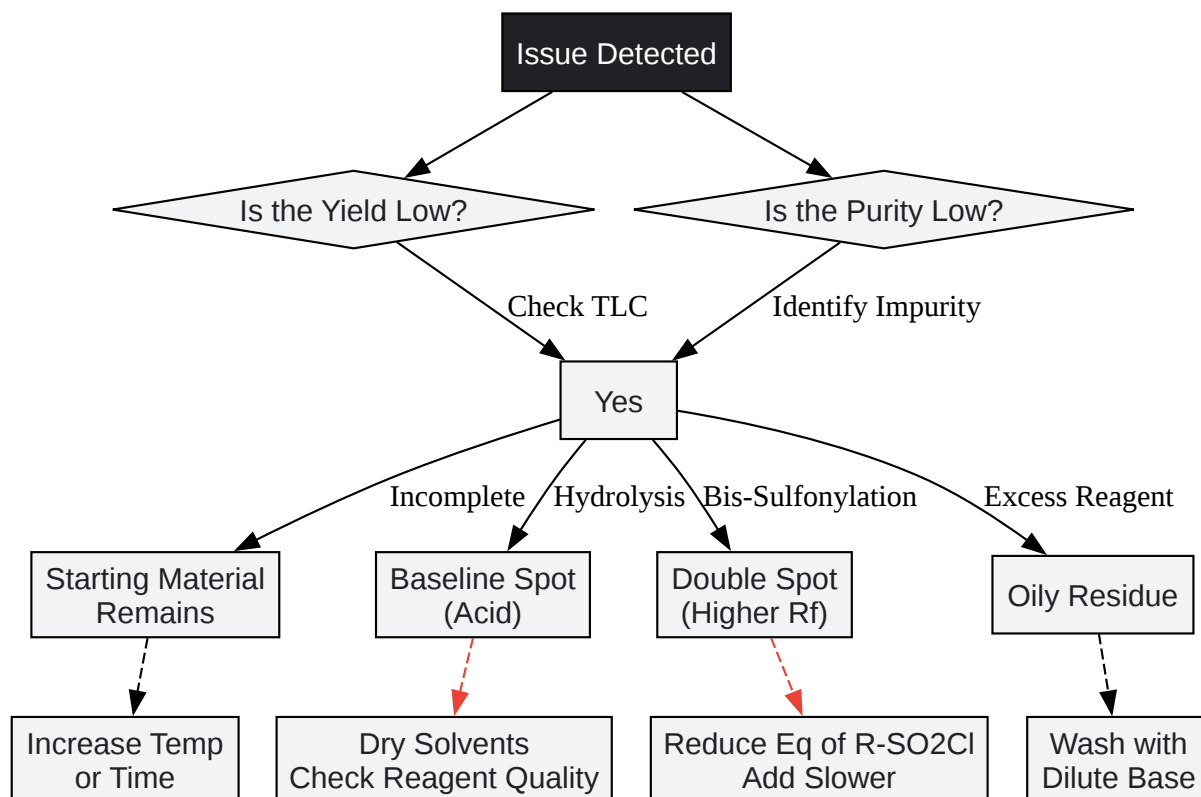 Issue Detected
Is the Yield Low?
Is the Purity Low?
Check TLC
Identify Impurity
Yes
Incomplete
Hydrolysis
Bis-Sulfonylation
Excess Reagent
Starting Material
Remains
Baseline Spot
(Acid)
Double Spot
(Higher Rf)
Oily Residue
Increase Temp
or Time
Dry Solvents
Check Reagent Quality
Reduce Eq of R-SO2Cl
Add Slower
Wash with
Dilute Base